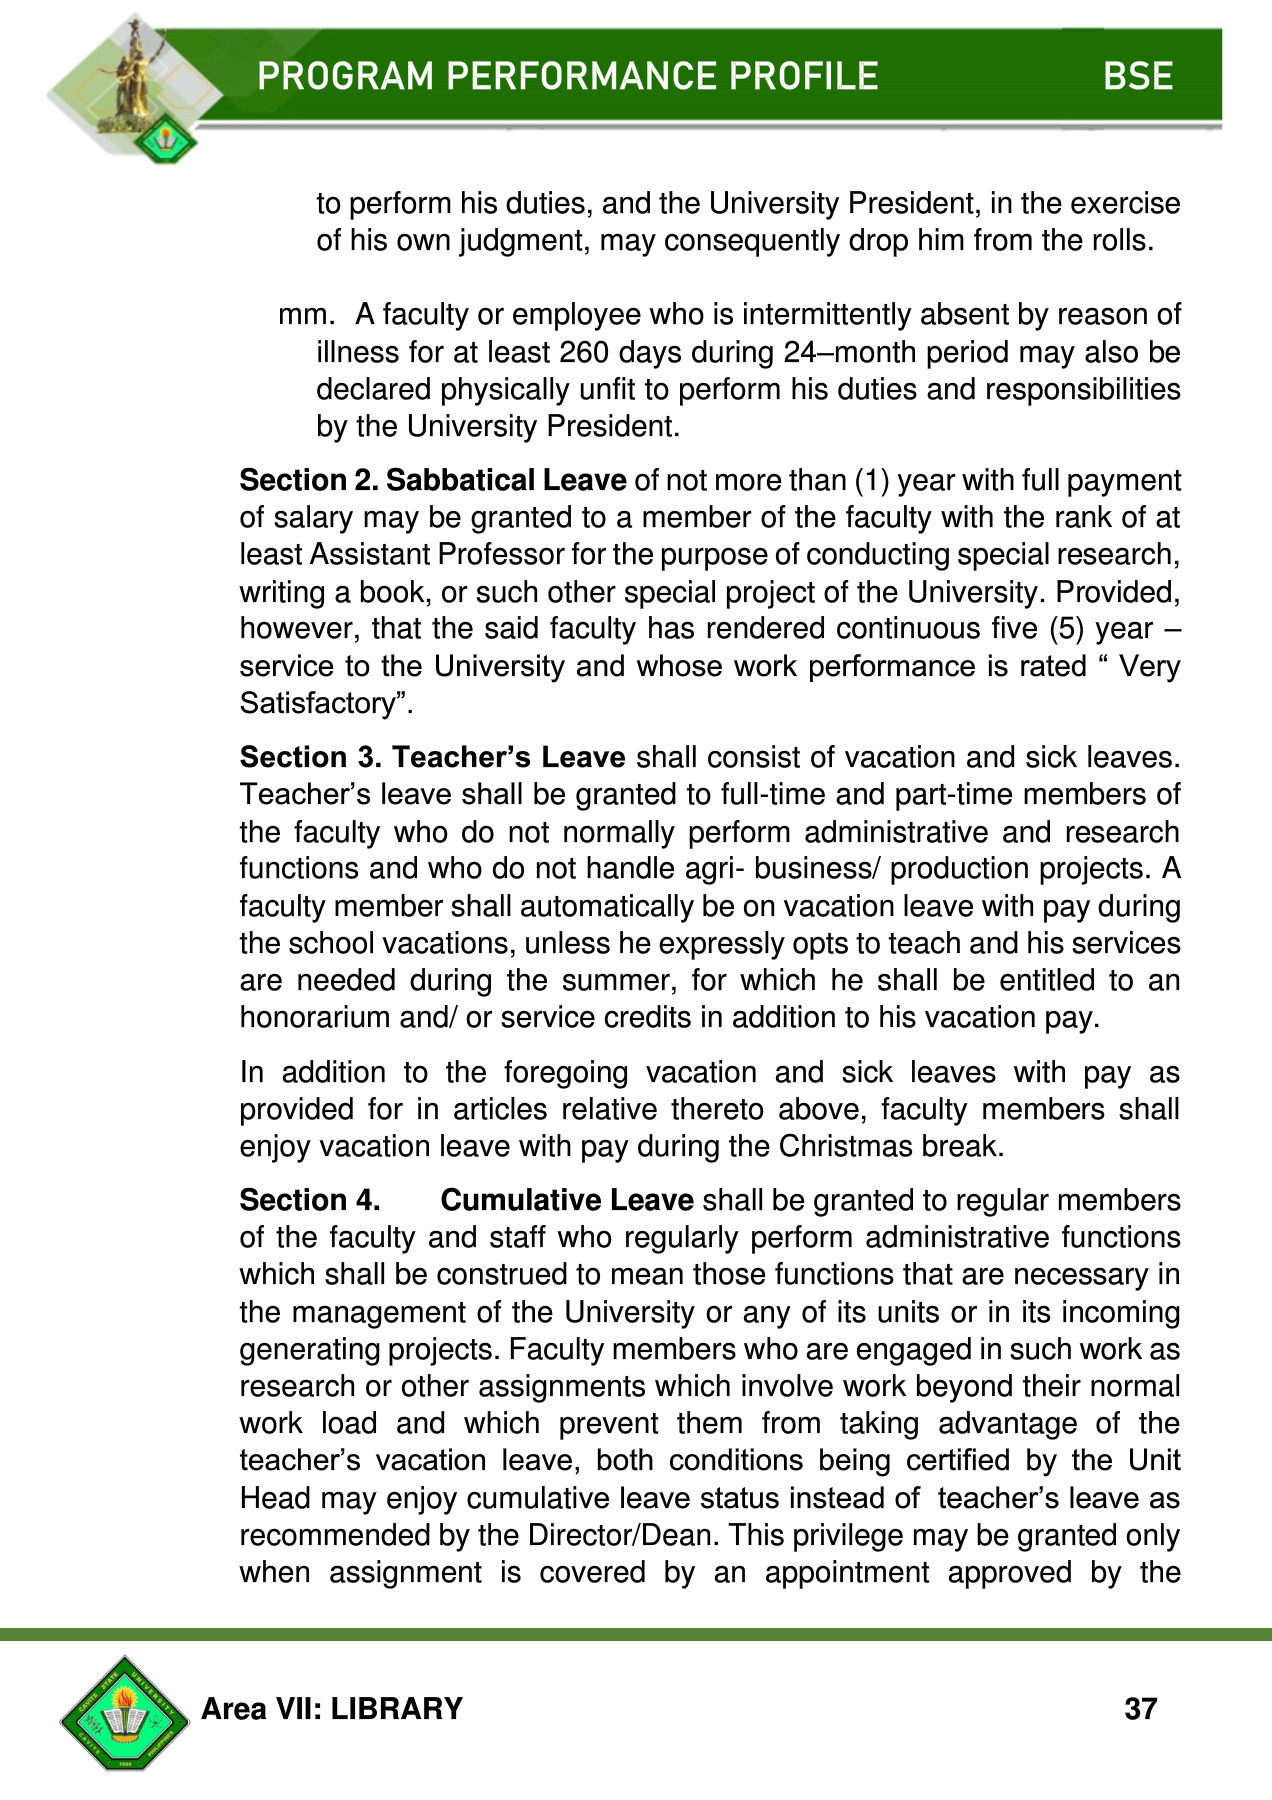 PROGRAM PERFORMANCE PROFILE BSE
to perform his duties, and the University President, in the exercise
of his own judgment, may consequently drop him from the rolls.
mm. A faculty or employee who is intermittently absent by reason of
illness for at least 260 days during 24–month period may also be
declared physically unfit to perform his duties and responsibilities
by the University President.
Section 2. Sabbatical Leave of not more than (1) year with full payment
of salary may be granted to a member of the faculty with the rank of at
least Assistant Professor for the purpose of conducting special research,
writing a book, or such other special project of the University. Provided,
however, that the said faculty has rendered continuous five (5) year –
service to the University and whose work performance is rated “ Very
Satisfactory”.
Section 3. Teacher’s Leave shall consist of vacation and sick leaves.
Teacher’s leave shall be granted to full-time and part-time members of
the faculty who do not normally perform administrative and research
functions and who do not handle agri- business/ production projects. A
faculty member shall automatically be on vacation leave with pay during
the school vacations, unless he expressly opts to teach and his services
are needed during the summer, for which he shall be entitled to an
honorarium and/ or service credits in addition to his vacation pay.
In addition to the foregoing vacation and sick leaves with pay as
provided for in articles relative thereto above, faculty members shall
enjoy vacation leave with pay during the Christmas break.
Section 4. Cumulative Leave shall be granted to regular members
of the faculty and staff who regularly perform administrative functions
which shall be construed to mean those functions that are necessary in
the management of the University or any of its units or in its incoming
generating projects. Faculty members who are engaged in such work as
research or other assignments which involve work beyond their normal
work load and which prevent them from taking advantage of the
teacher’s vacation leave, both conditions being certified by the Unit
Head may enjoy cumulative leave status instead of teacher’s leave as
recommended by the Director/Dean. This privilege may be granted only
when assignment is covered by an appointment approved by the
CAVITE STATE UNIVERSITY
CAVITE 1906 PHILIPPINES
Area VII: LIBRARY 37